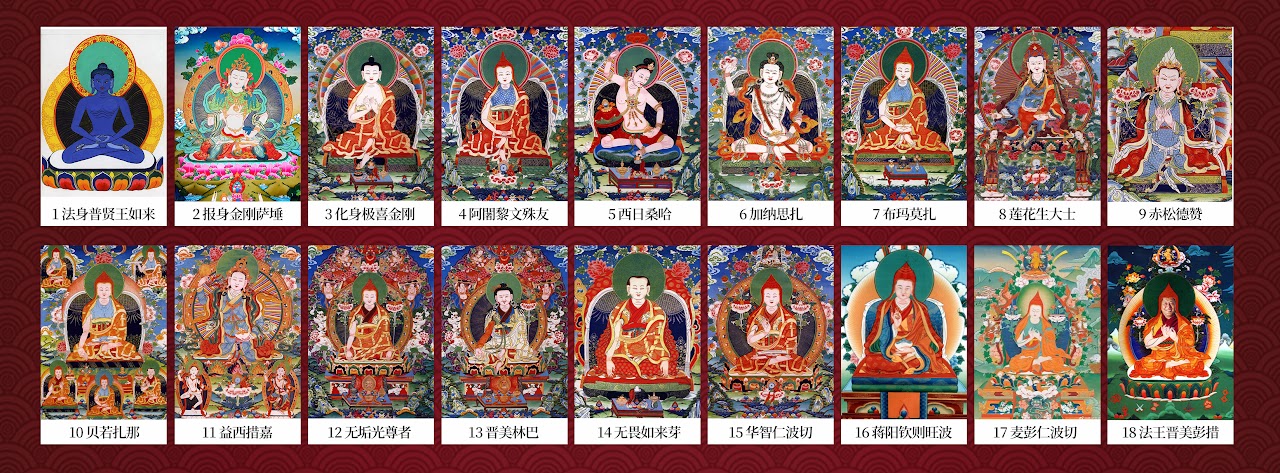 1 法身普贤王如来
2 报身金刚萨埵
3 化身极喜金刚
4 阿闍黎文殊友
5 西日桑哈
6 加纳思扎
7 布玛莫扎
8 莲花生大士
9 赤松德赞
10 贝若扎那
11 益西措嘉
12 无垢光尊者
13 晋美林巴
14 无畏如来芽
15 华智仁波切
16 蒋阳钦则旺波
17 麦彭仁波切
18 法王晋美彭措